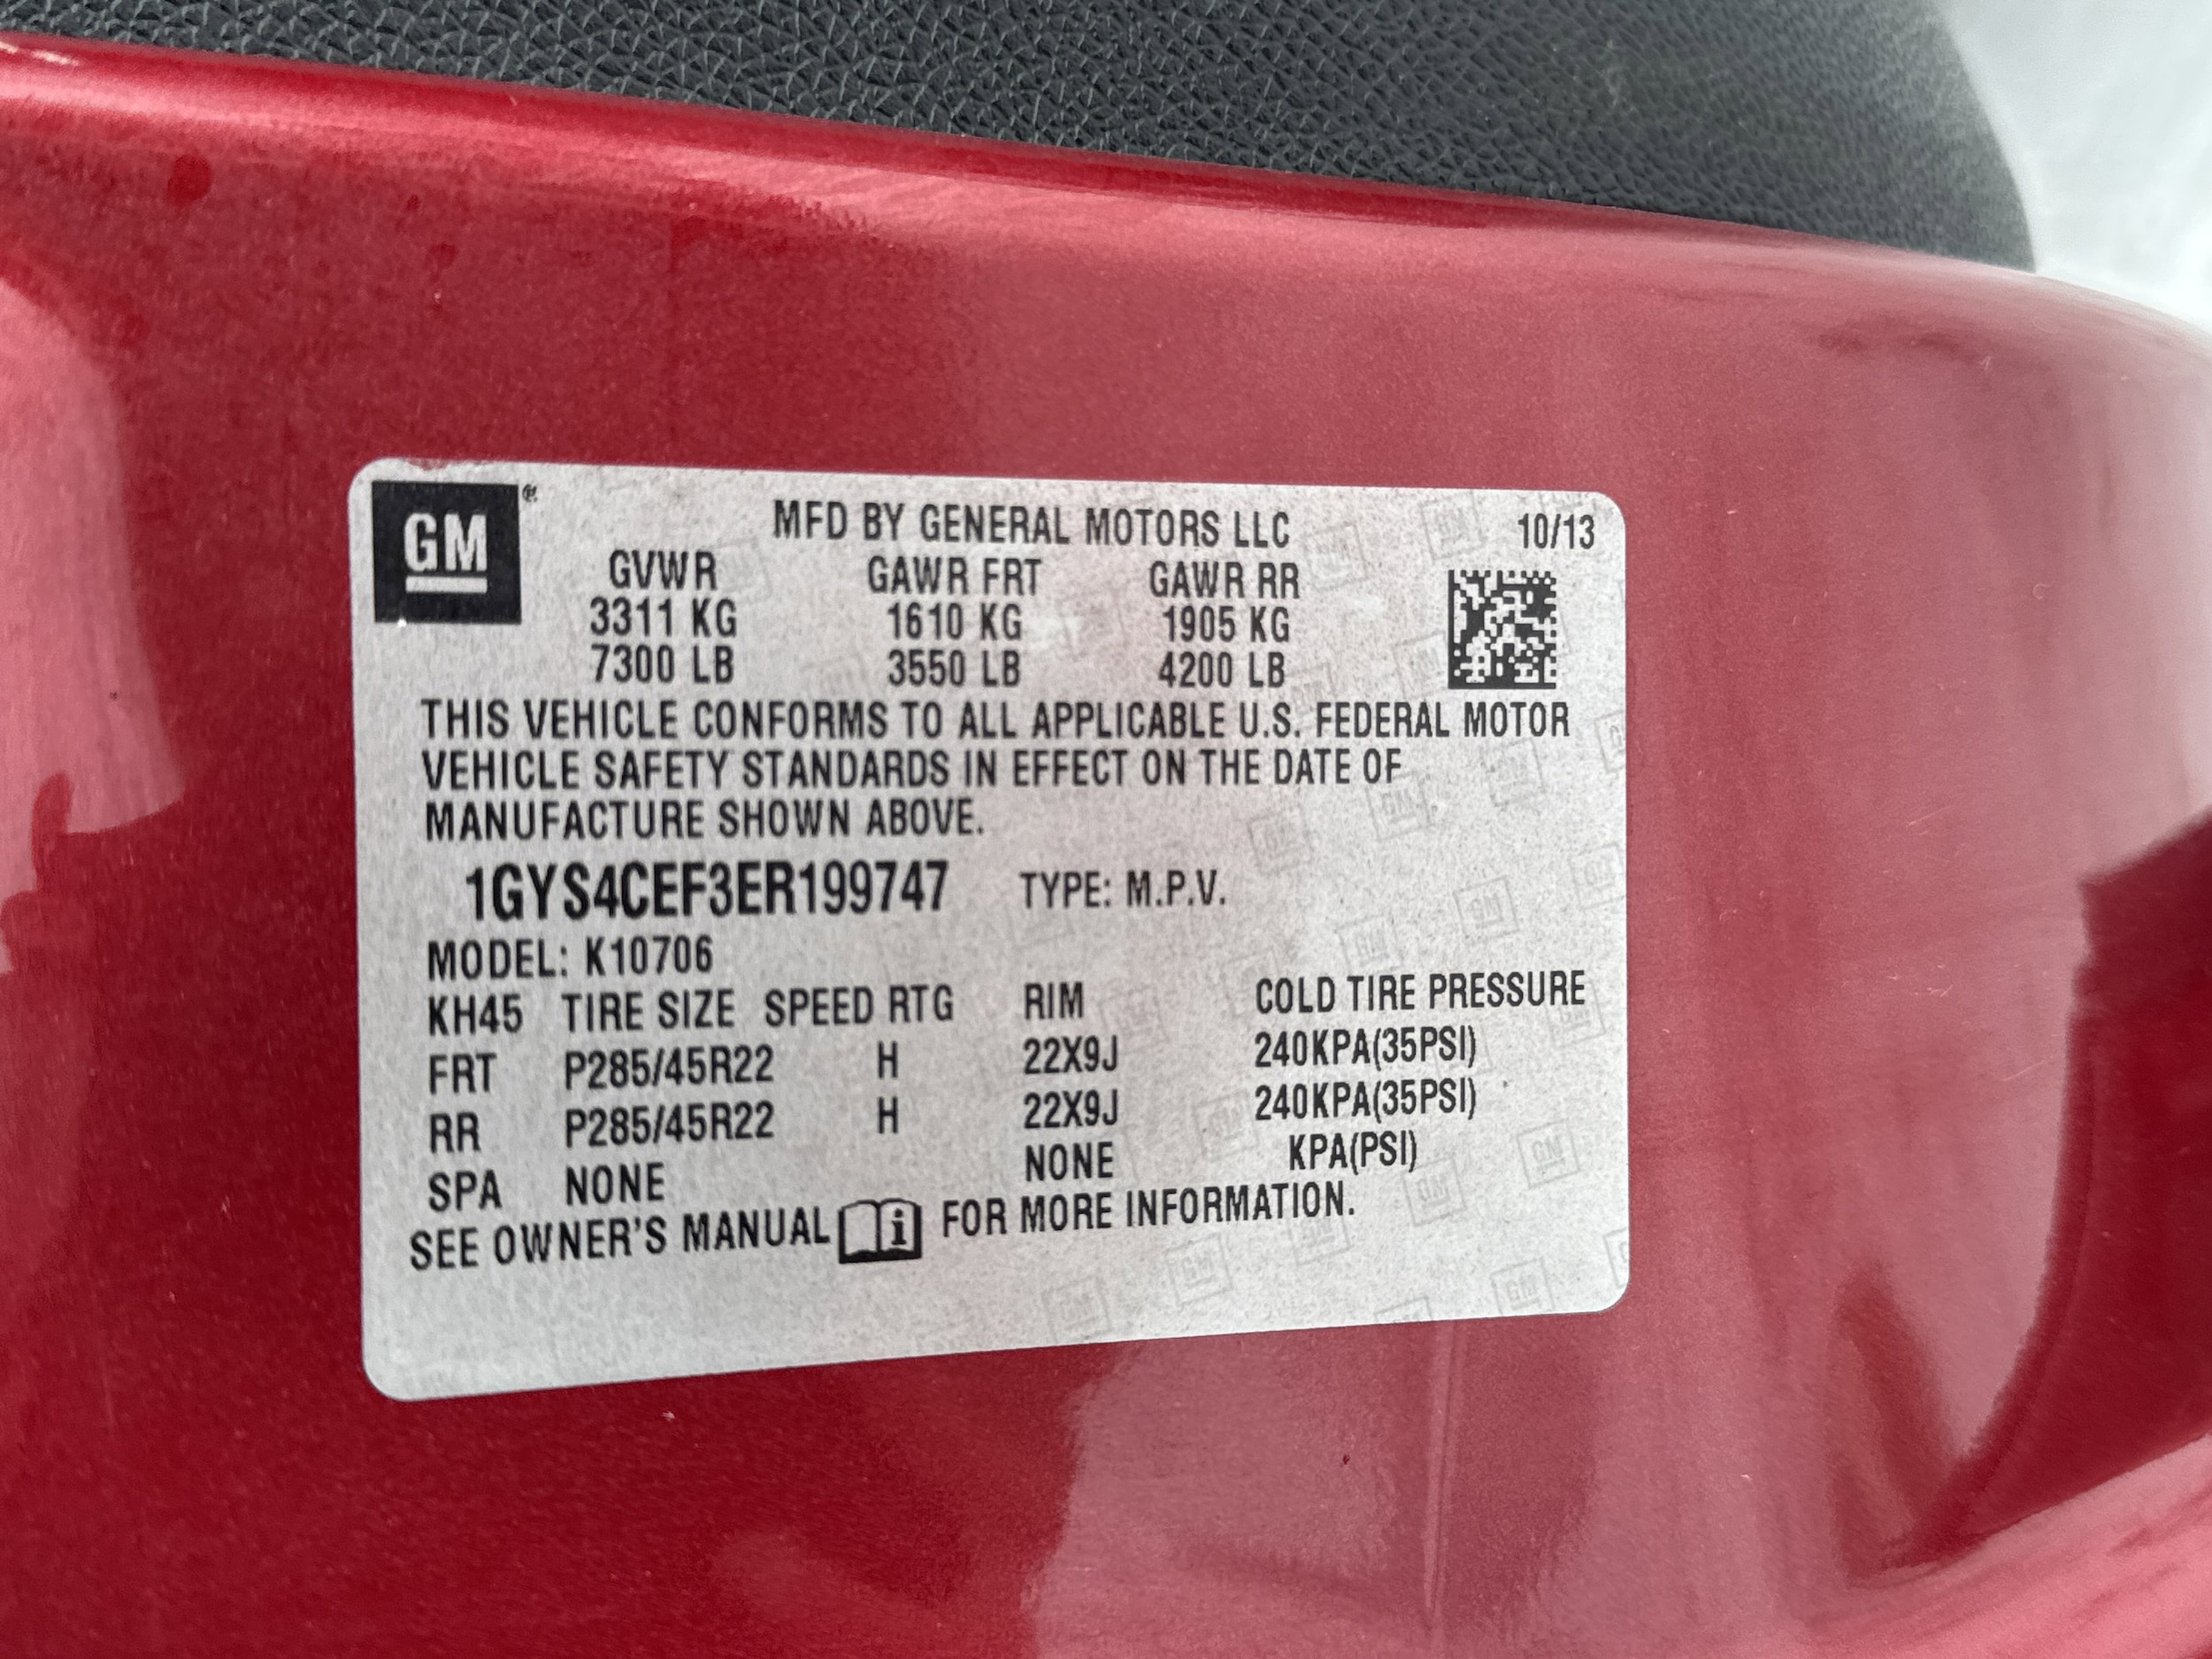 GM ®
MFD BY GENERAL MOTORS LLC 10/13
GVWR GAWR FRT GAWR RR
3311 KG 1610 KG 1905 KG
7300 LB 3550 LB 4200 LB
THIS VEHICLE CONFORMS TO ALL APPLICABLE U.S. FEDERAL MOTOR
VEHICLE SAFETY STANDARDS IN EFFECT ON THE DATE OF
MANUFACTURE SHOWN ABOVE.
1GYS4CEF3ER199747 TYPE: M.P.V.
MODEL: K10706
KH45 TIRE SIZE SPEED RTG RIM COLD TIRE PRESSURE
FRT P285/45R22 H 22X9J 240KPA(35PSI)
RR P285/45R22 H 22X9J 240KPA(35PSI)
SPA NONE NONE KPA(PSI)
SEE OWNER'S MANUAL FOR MORE INFORMATION.